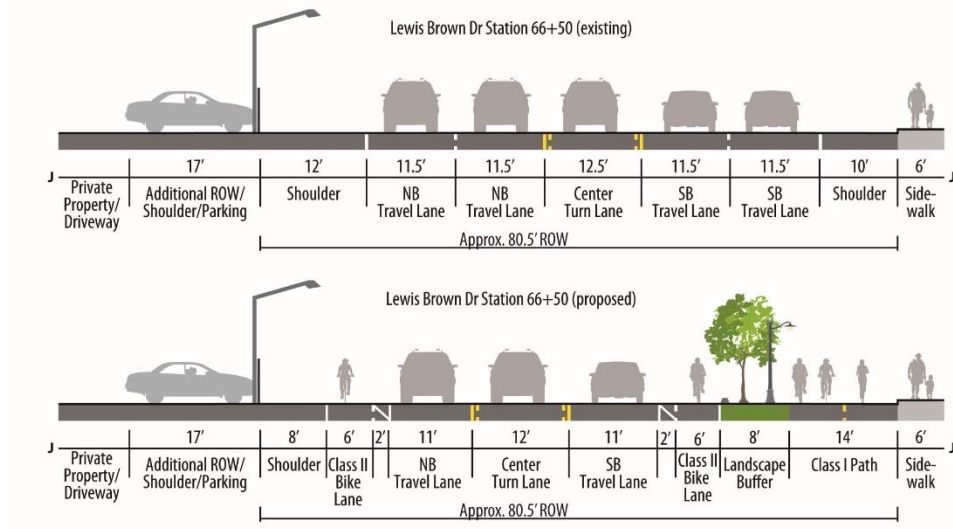 Lewis Brown Dr Station 66+50 (existing)
17' 12' 11.5' 11.5' 12.5' 11.5' 11.5' 10' 6'
J J
Private Property/ Driveway
Additional ROW/ Shoulder/Parking
Shoulder
NB Travel Lane
NB Travel Lane
Center Turn Lane
SB Travel Lane
SB Travel Lane
Shoulder
Side- walk
Approx. 80.5' ROW
Lewis Brown Dr Station 66+50 (proposed)
17' 8' 6' 2' 11' 12' 11' 2' 6' 8' 14' 6'
J J
Private Property/ Driveway
Additional ROW/ Shoulder/Parking
Shoulder
Class II Bike Lane
NB Travel Lane
Center Turn Lane
SB Travel Lane
Class II Bike Lane
Landscape Buffer
Class I Path
Side- walk
Approx. 80.5' ROW